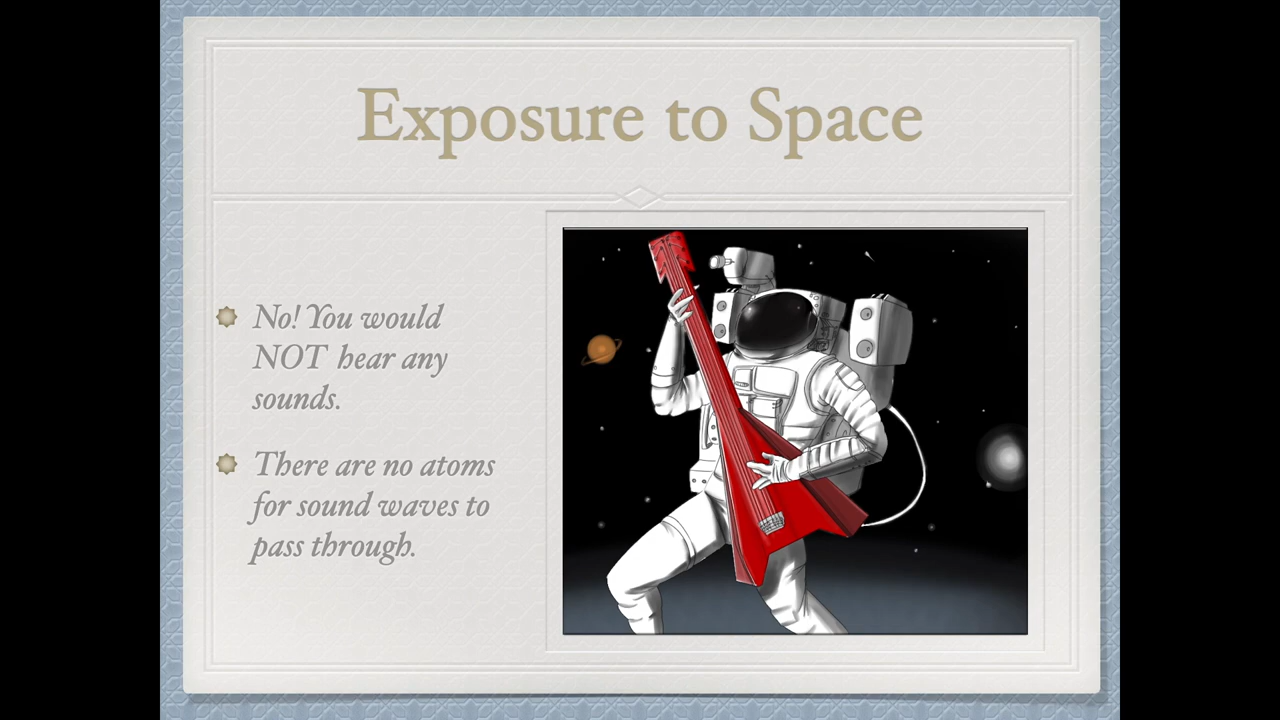 Exposure to Space
No! You would
NOT hear any
sounds.
There are no atoms
for sound waves to
pass through.